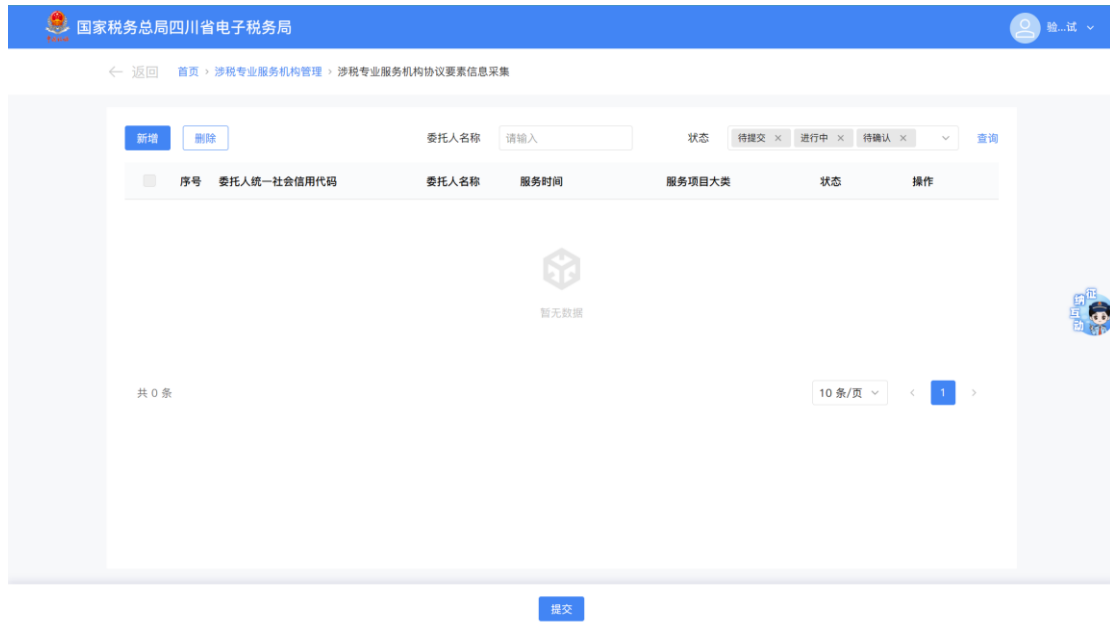 国家税务总局四川省电子税务局 验...试
返回 首页 > 涉税专业服务机构管理 > 涉税专业服务机构协议要素信息采集
新增 删除 委托人名称 请输入 状态 待提交 × 进行中 × 待确认 × 查询
序号 委托人统一社会信用代码 委托人名称 服务时间 服务项目大类 状态 操作
暂无数据
征纳互动
共 0 条 10 条/页 < 1 >
提交